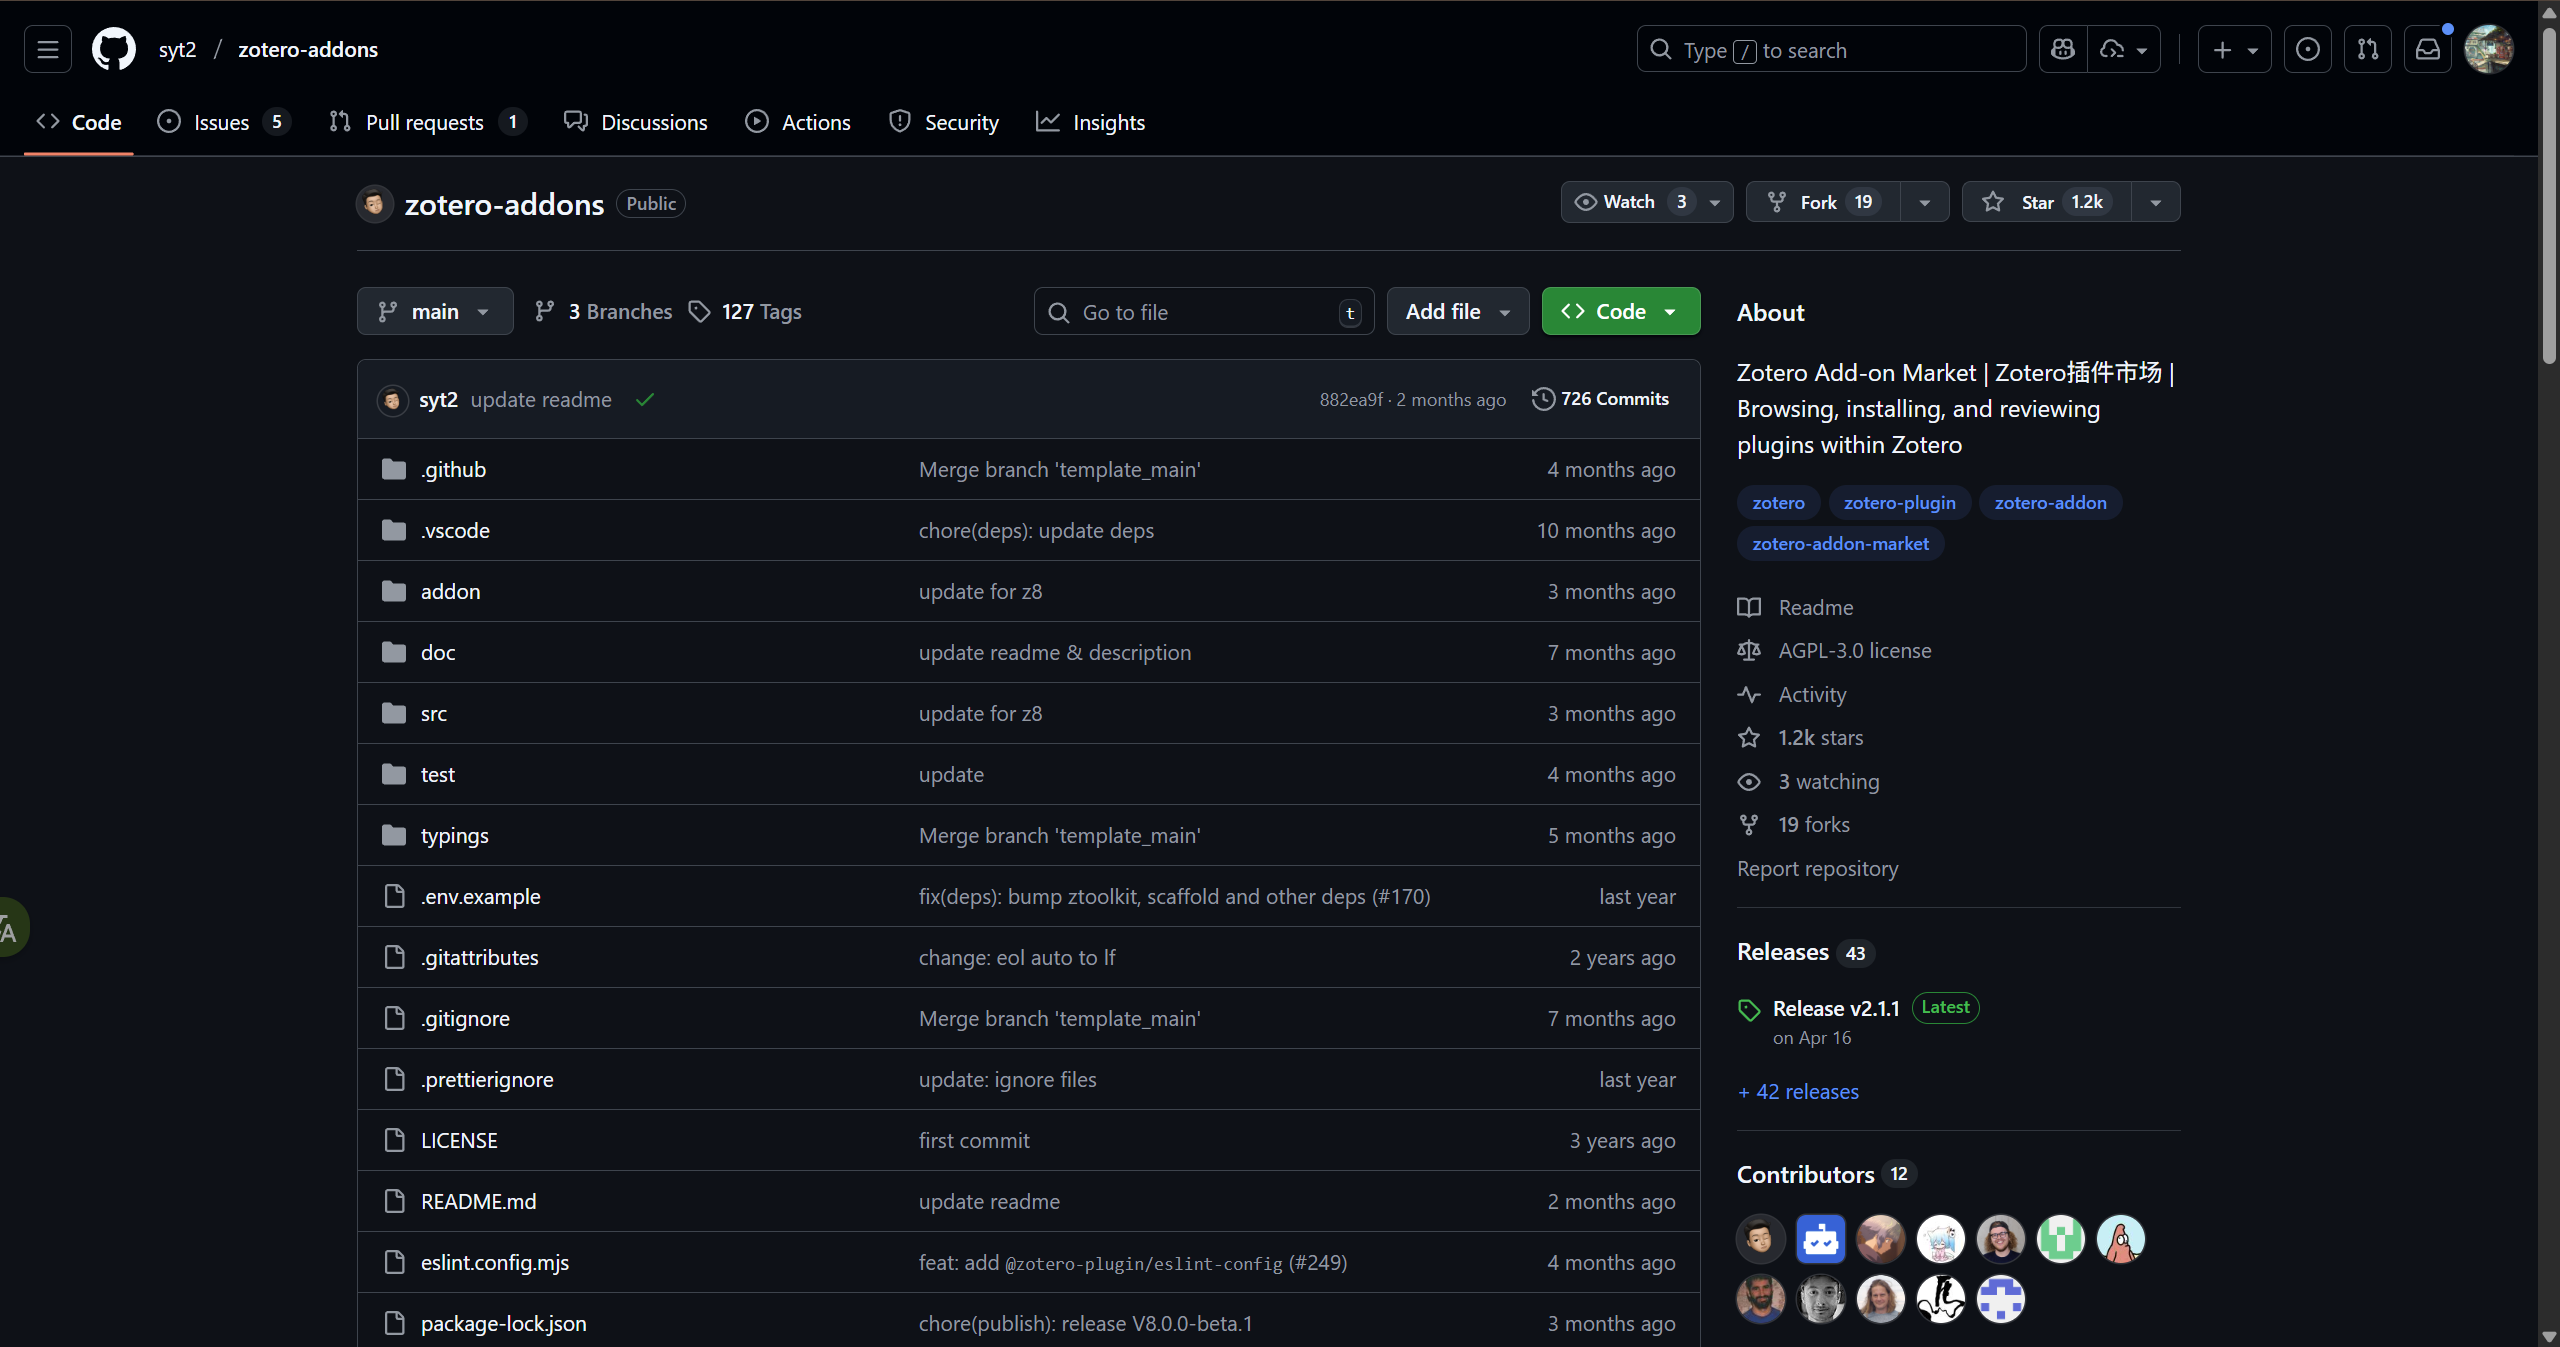 syt2 / zotero-addons
Type / to search
Code
Issues 5
Pull requests 1
Discussions
Actions
Security
Insights
zotero-addons Public
Watch 3
Fork 19
Star 1.2k
main
3 Branches
127 Tags
Go to file t
Add file
Code
syt2 update readme 882ea9f · 2 months ago 726 Commits
.github Merge branch 'template_main' 4 months ago
.vscode chore(deps): update deps 10 months ago
addon update for z8 3 months ago
doc update readme & description 7 months ago
src update for z8 3 months ago
test update 4 months ago
typings Merge branch 'template_main' 5 months ago
.env.example fix(deps): bump ztoolkit, scaffold and other deps (#170) last year
.gitattributes change: eol auto to lf 2 years ago
.gitignore Merge branch 'template_main' 7 months ago
.prettierignore update: ignore files last year
LICENSE first commit 3 years ago
README.md update readme 2 months ago
eslint.config.mjs feat: add @zotero-plugin/eslint-config (#249) 4 months ago
package-lock.json chore(publish): release V8.0.0-beta.1 3 months ago
About
Zotero Add-on Market | Zotero插件市场 |
Browsing, installing, and reviewing
plugins within Zotero
zotero zotero-plugin zotero-addon
zotero-addon-market
Readme
AGPL-3.0 license
Activity
1.2k stars
3 watching
19 forks
Report repository
Releases 43
Release v2.1.1 Latest
on Apr 16
+ 42 releases
Contributors 12